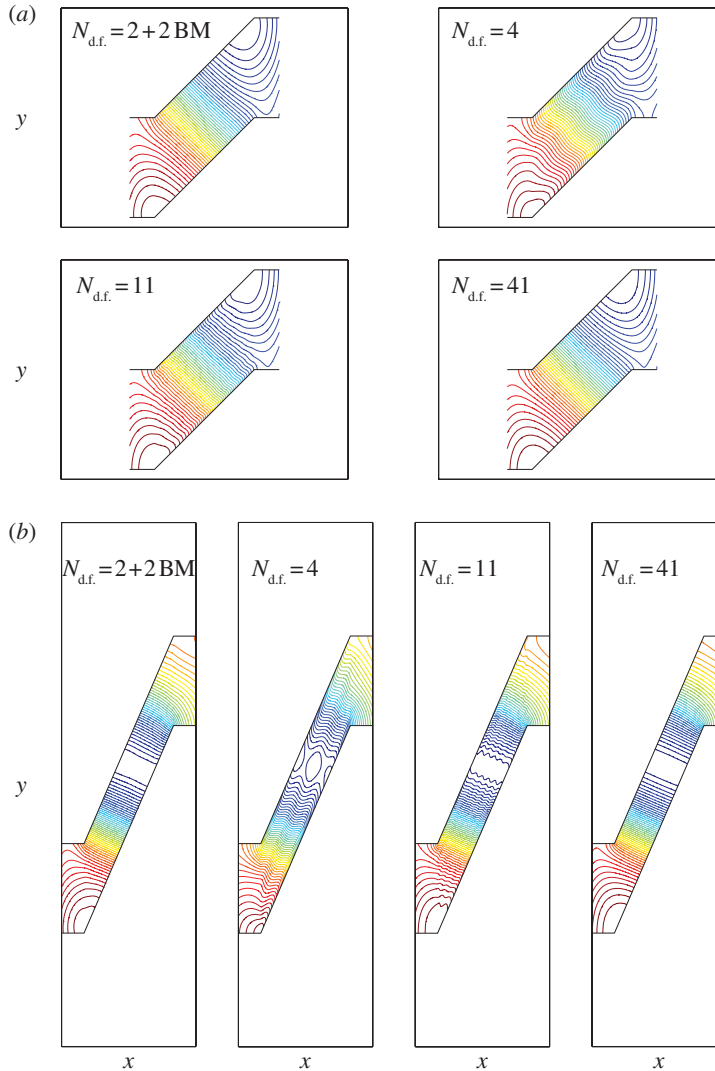 (a)
N_d.f. = 2 + 2 BM
N_d.f. = 4
y
N_d.f. = 11
N_d.f. = 41
y
(b)
N_d.f. = 2 + 2 BM
N_d.f. = 4
N_d.f. = 11
N_d.f. = 41
y
x
x
x
x